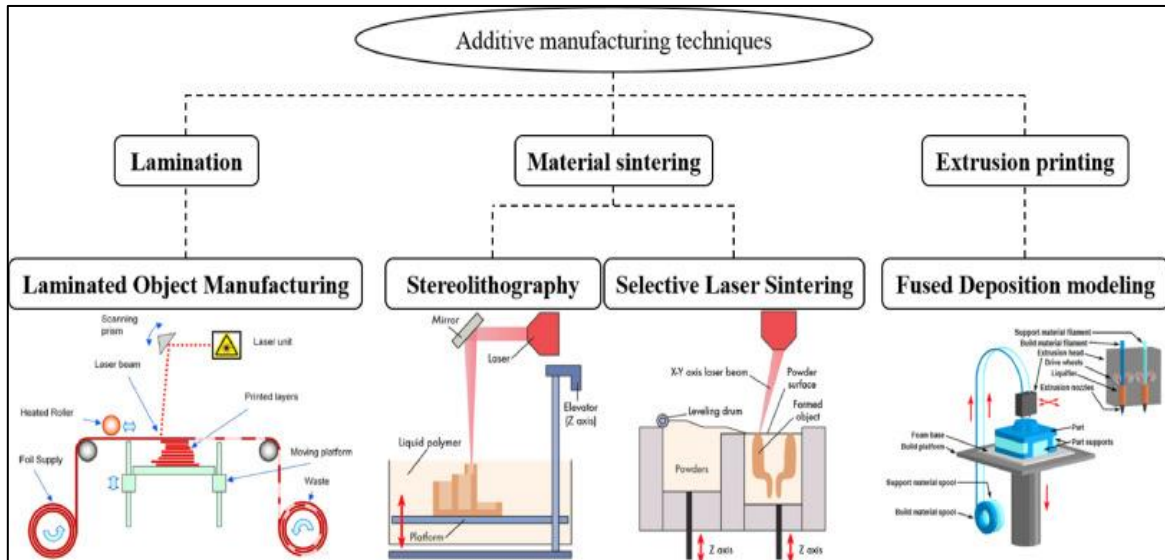 Additive manufacturing techniques
Lamination
Material sintering
Extrusion printing
Laminated Object Manufacturing
Stereolithography
Selective Laser Sintering
Fused Deposition modeling
Scanning
prism
Laser unit
Laser beam
Heated Roller
Printed layers
Foil Supply
Moving platform
Waste
Mirror
Laser
Elevator
(Z axis)
Liquid polymer
Platform
X-Y axis laser beam
Powder
surface
Leveling drum
Formed
object
Powders
Z axis
Z axis
Support material filament
Build material filament
Extrusion head
Drive wheels
Liquifier
Extrusion nozzles
Part
Foam base
Part supports
Build platform
Support material spool
Build material spool